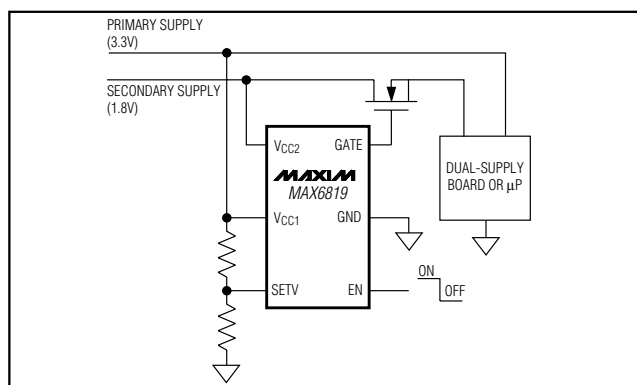 PRIMARY SUPPLY
(3.3V)
SECONDARY SUPPLY
(1.8V)
VCC2 GATE
MAXIM
MAX6819
DUAL-SUPPLY
BOARD OR μP
VCC1 GND
SETV EN
ON
OFF